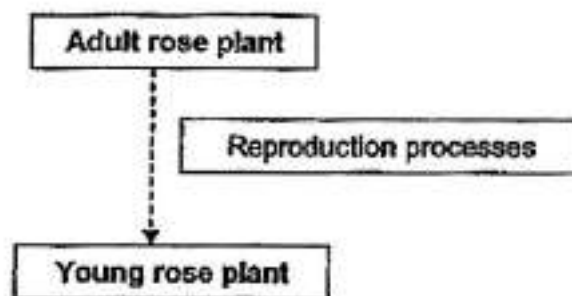 Adult rose plant
Reproduction processes
Young rose plant